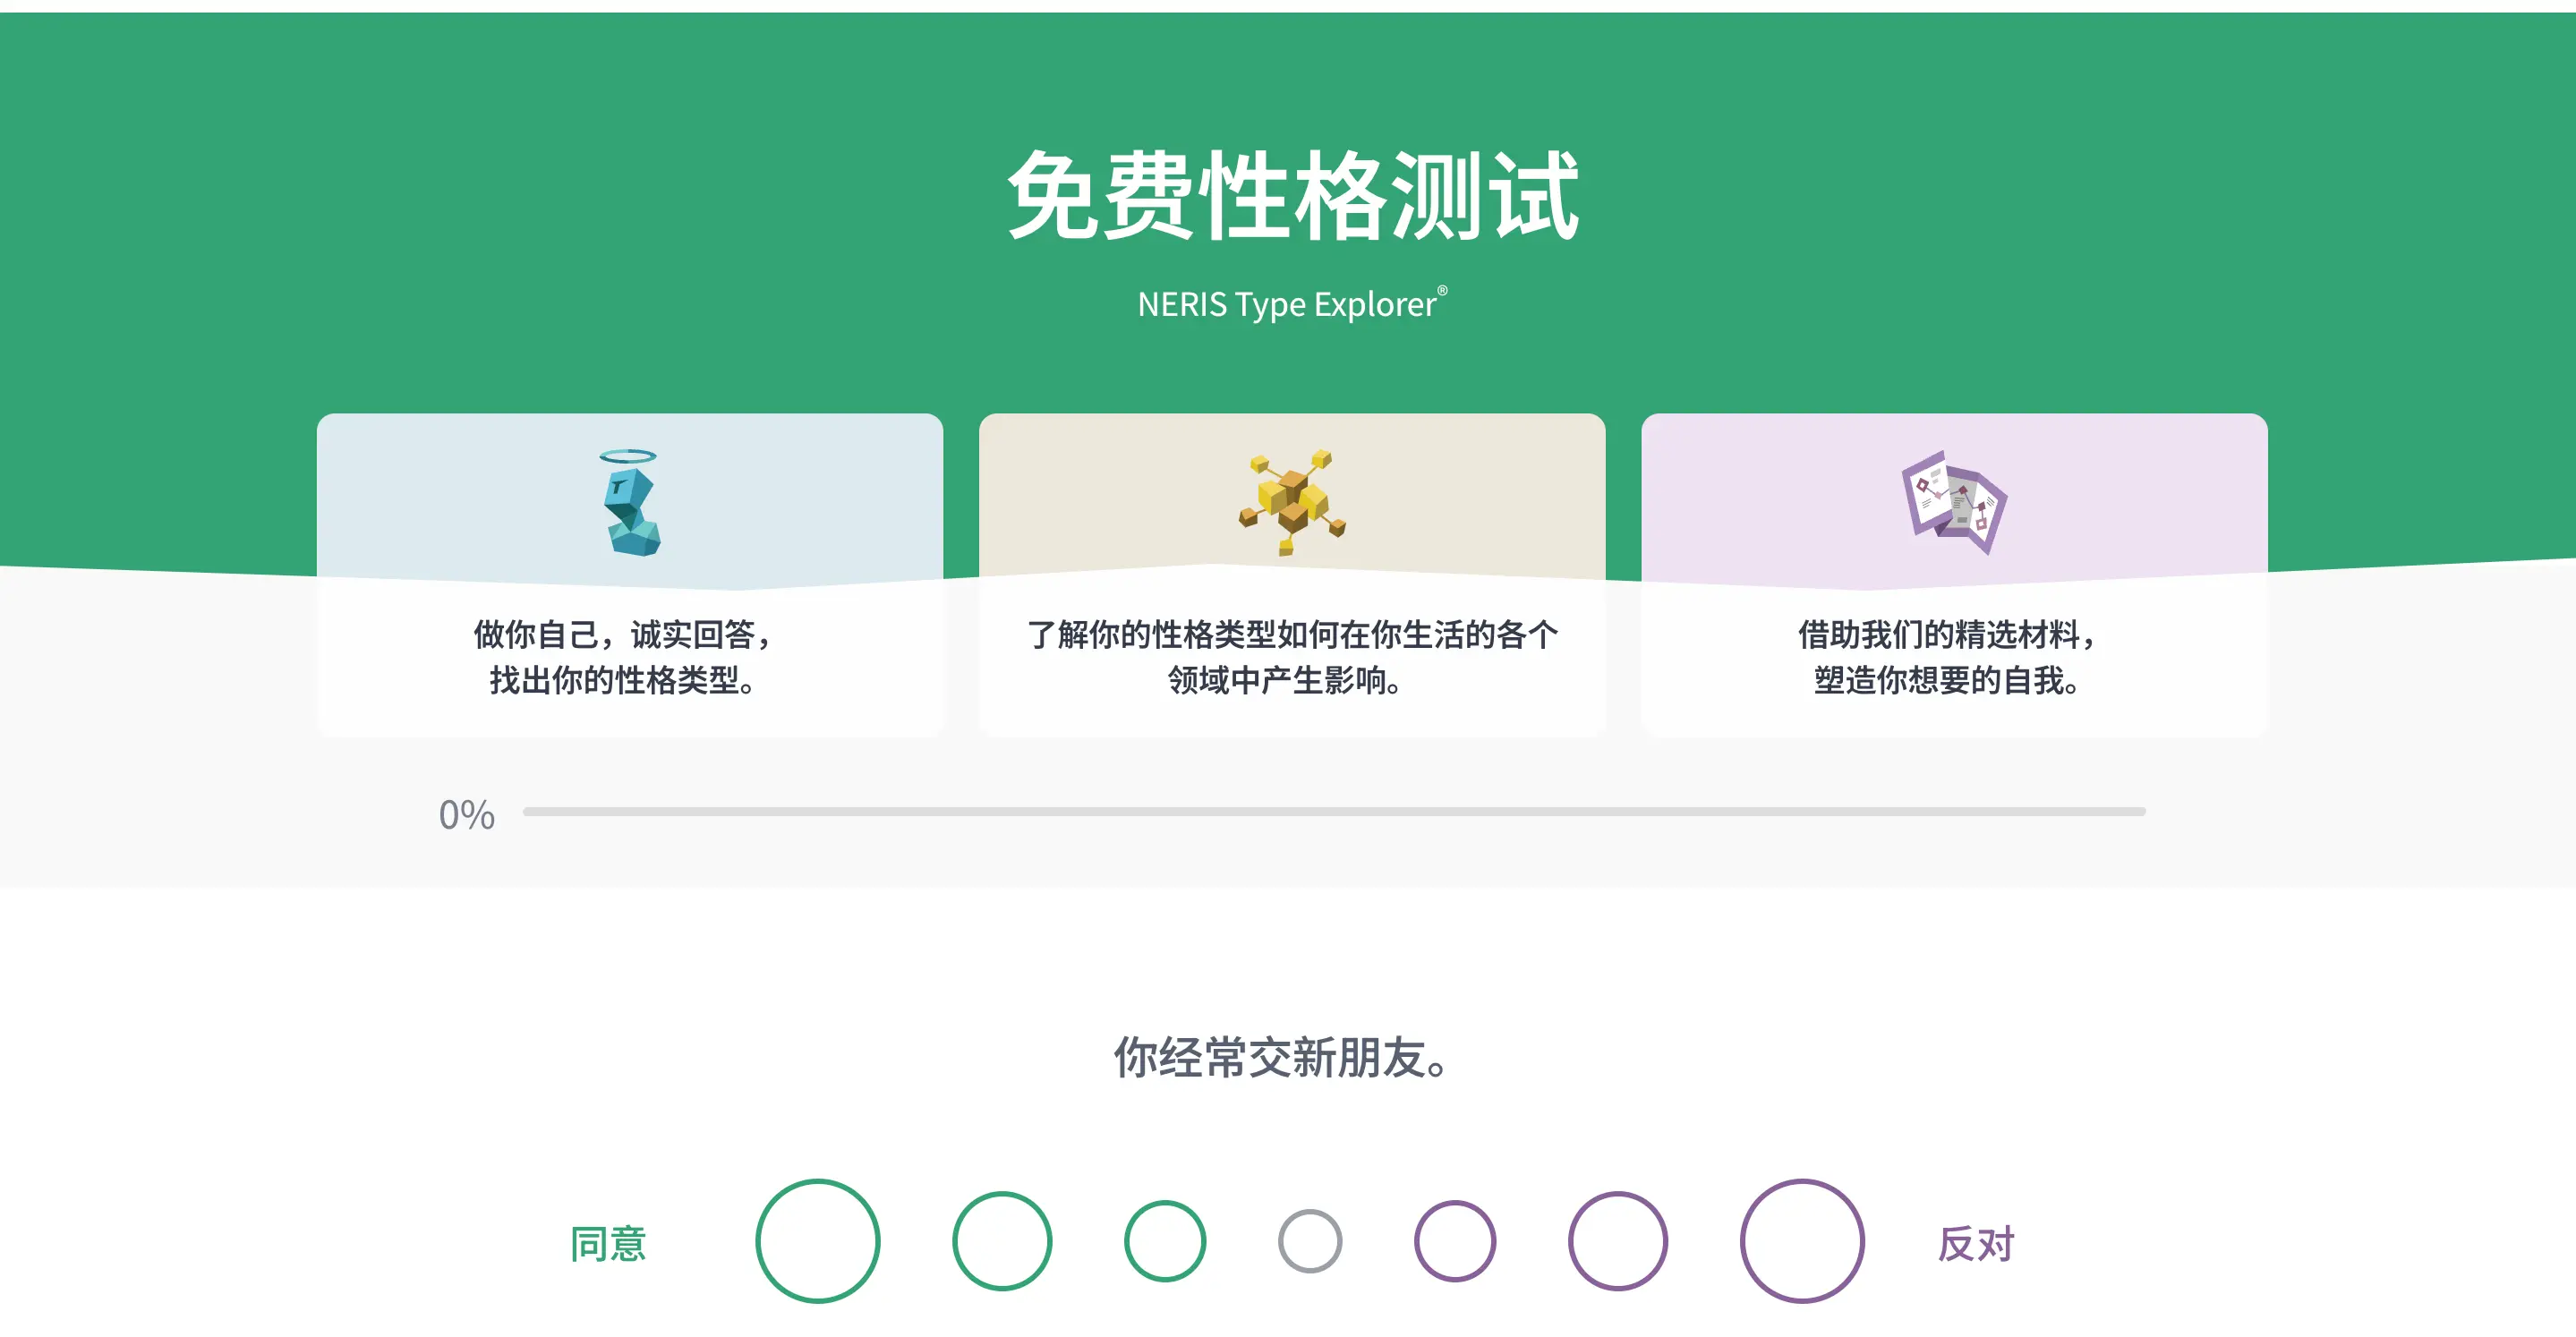 免费性格测试
NERIS Type Explorer®
T
做你自己，诚实回答，
找出你的性格类型。
了解你的性格类型如何在你生活的各个
领域中产生影响。
借助我们的精选材料，
塑造你想要的自我。
0%
你经常交新朋友。
同意
反对